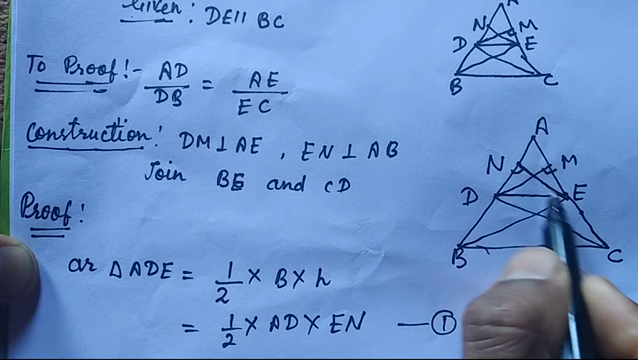 Given: DE || BC
To Proof!- AD/DB = AE/EC
Construction: DM ⊥ AE , EN ⊥ AB
Join BE and CD
Proof!
ar △ADE = 1/2 × B × h
= 1/2 × AD × EN — ①
A
N M
D E
B C
A
N M
D E
B C